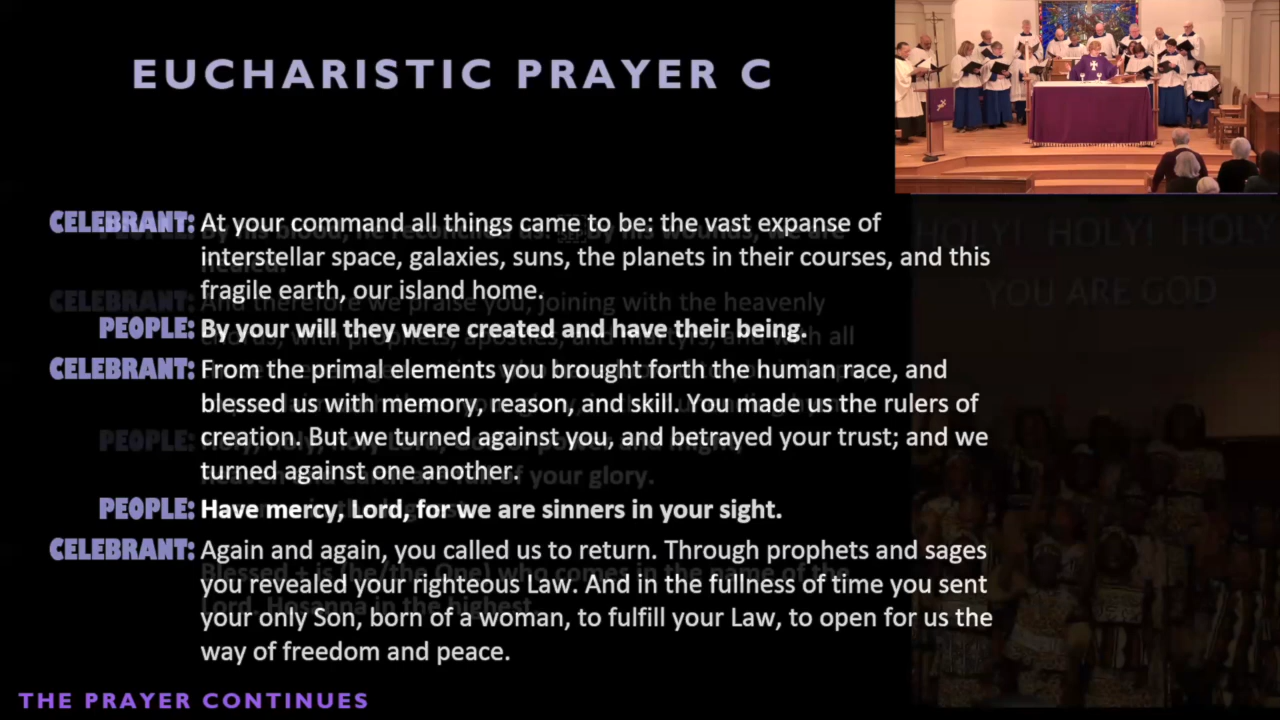 EUCHARISTIC PRAYER C
CELEBRANT: At your command all things came to be: the vast expanse of
interstellar space, galaxies, suns, the planets in their courses, and this
fragile earth, our island home.
PEOPLE: By your will they were created and have their being.
CELEBRANT: From the primal elements you brought forth the human race, and
blessed us with memory, reason, and skill. You made us the rulers of
creation. But we turned against you, and betrayed your trust; and we
turned against one another.
PEOPLE: Have mercy, Lord, for we are sinners in your sight.
CELEBRANT: Again and again, you called us to return. Through prophets and sages
you revealed your righteous Law. And in the fullness of time you sent
your only Son, born of a woman, to fulfill your Law, to open for us the
way of freedom and peace.
THE PRAYER CONTINUES
HOLY! HOLY! HOLY
YOU ARE GOD